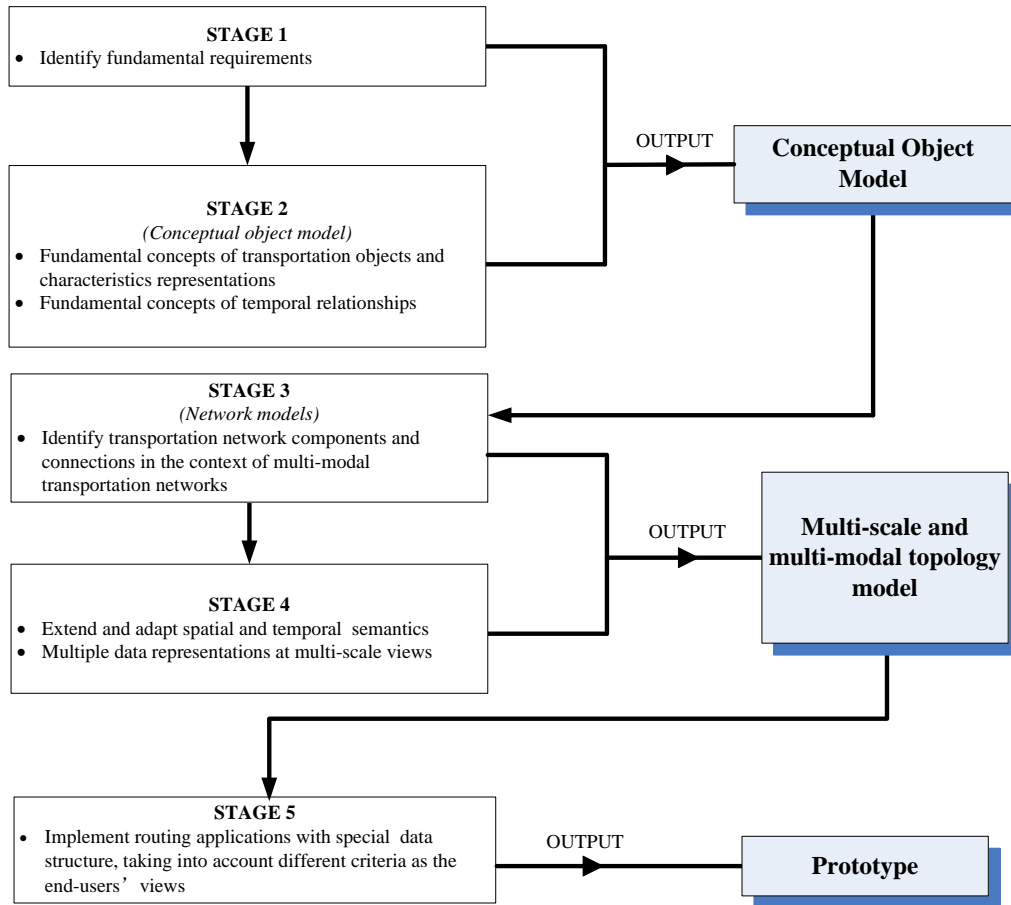 STAGE 1
• Identify fundamental requirements
OUTPUT
Conceptual Object
Model
STAGE 2
(Conceptual object model)
• Fundamental concepts of transportation objects and
characteristics representations
• Fundamental concepts of temporal relationships
STAGE 3
(Network models)
• Identify transportation network components and
connections in the context of multi-modal
transportation networks
OUTPUT
Multi-scale and
multi-modal topology
model
STAGE 4
• Extend and adapt spatial and temporal semantics
• Multiple data representations at multi-scale views
STAGE 5
• Implement routing applications with special data
structure, taking into account different criteria as the
end-users’ views
OUTPUT
Prototype